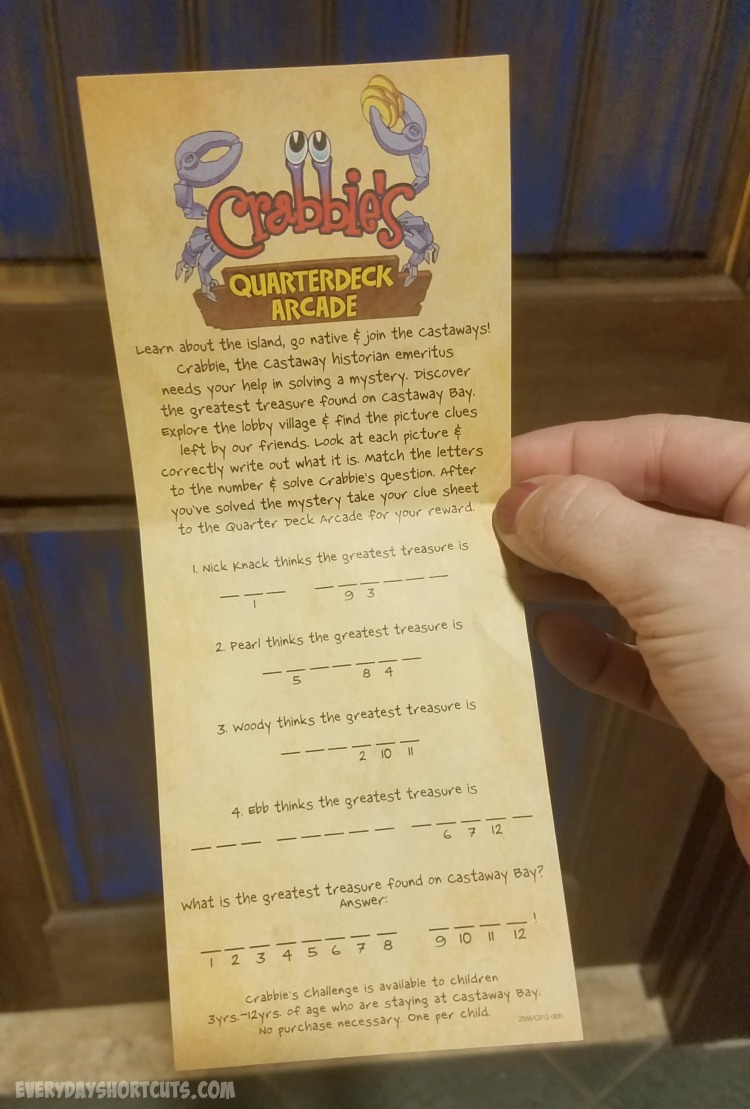 Crabbie's
QUARTERDECK
ARCADE
Learn about the island, go native & join the Castaways!
Crabbie, the Castaway historian emeritus
needs your help in solving a mystery. Discover
the greatest treasure found on Castaway Bay.
Explore the lobby village & find the picture clues
left by our friends. Look at each picture &
correctly write out what it is. Match the letters
to the number & solve Crabbie's question. After
you've solved the mystery take your clue sheet
to the Quarter Deck Arcade for your reward.
1. Nick Knack thinks the greatest treasure is
_ _ _ _ _ _ _ _ _
1 9 3
2. Pearl thinks the greatest treasure is
_ _ _ _ _ _ _
5 8 4
3. Woody thinks the greatest treasure is
_ _ _ _ _ _
2 10 11
4. Ebb thinks the greatest treasure is
_ _ _ _ _ _ _ _ _ _ _ _ _
6 7 12
What is the greatest treasure found on Castaway Bay?
Answer:
_ _ _ _ _ _ _ _ _ _ _ _ !
1 2 3 4 5 6 7 8 9 10 11 12
Crabbie's Challenge is available to children
3yrs.-12yrs. of age who are staying at Castaway Bay.
No purchase necessary. One per child.
EVERYDAYSHORTCUTS.COM